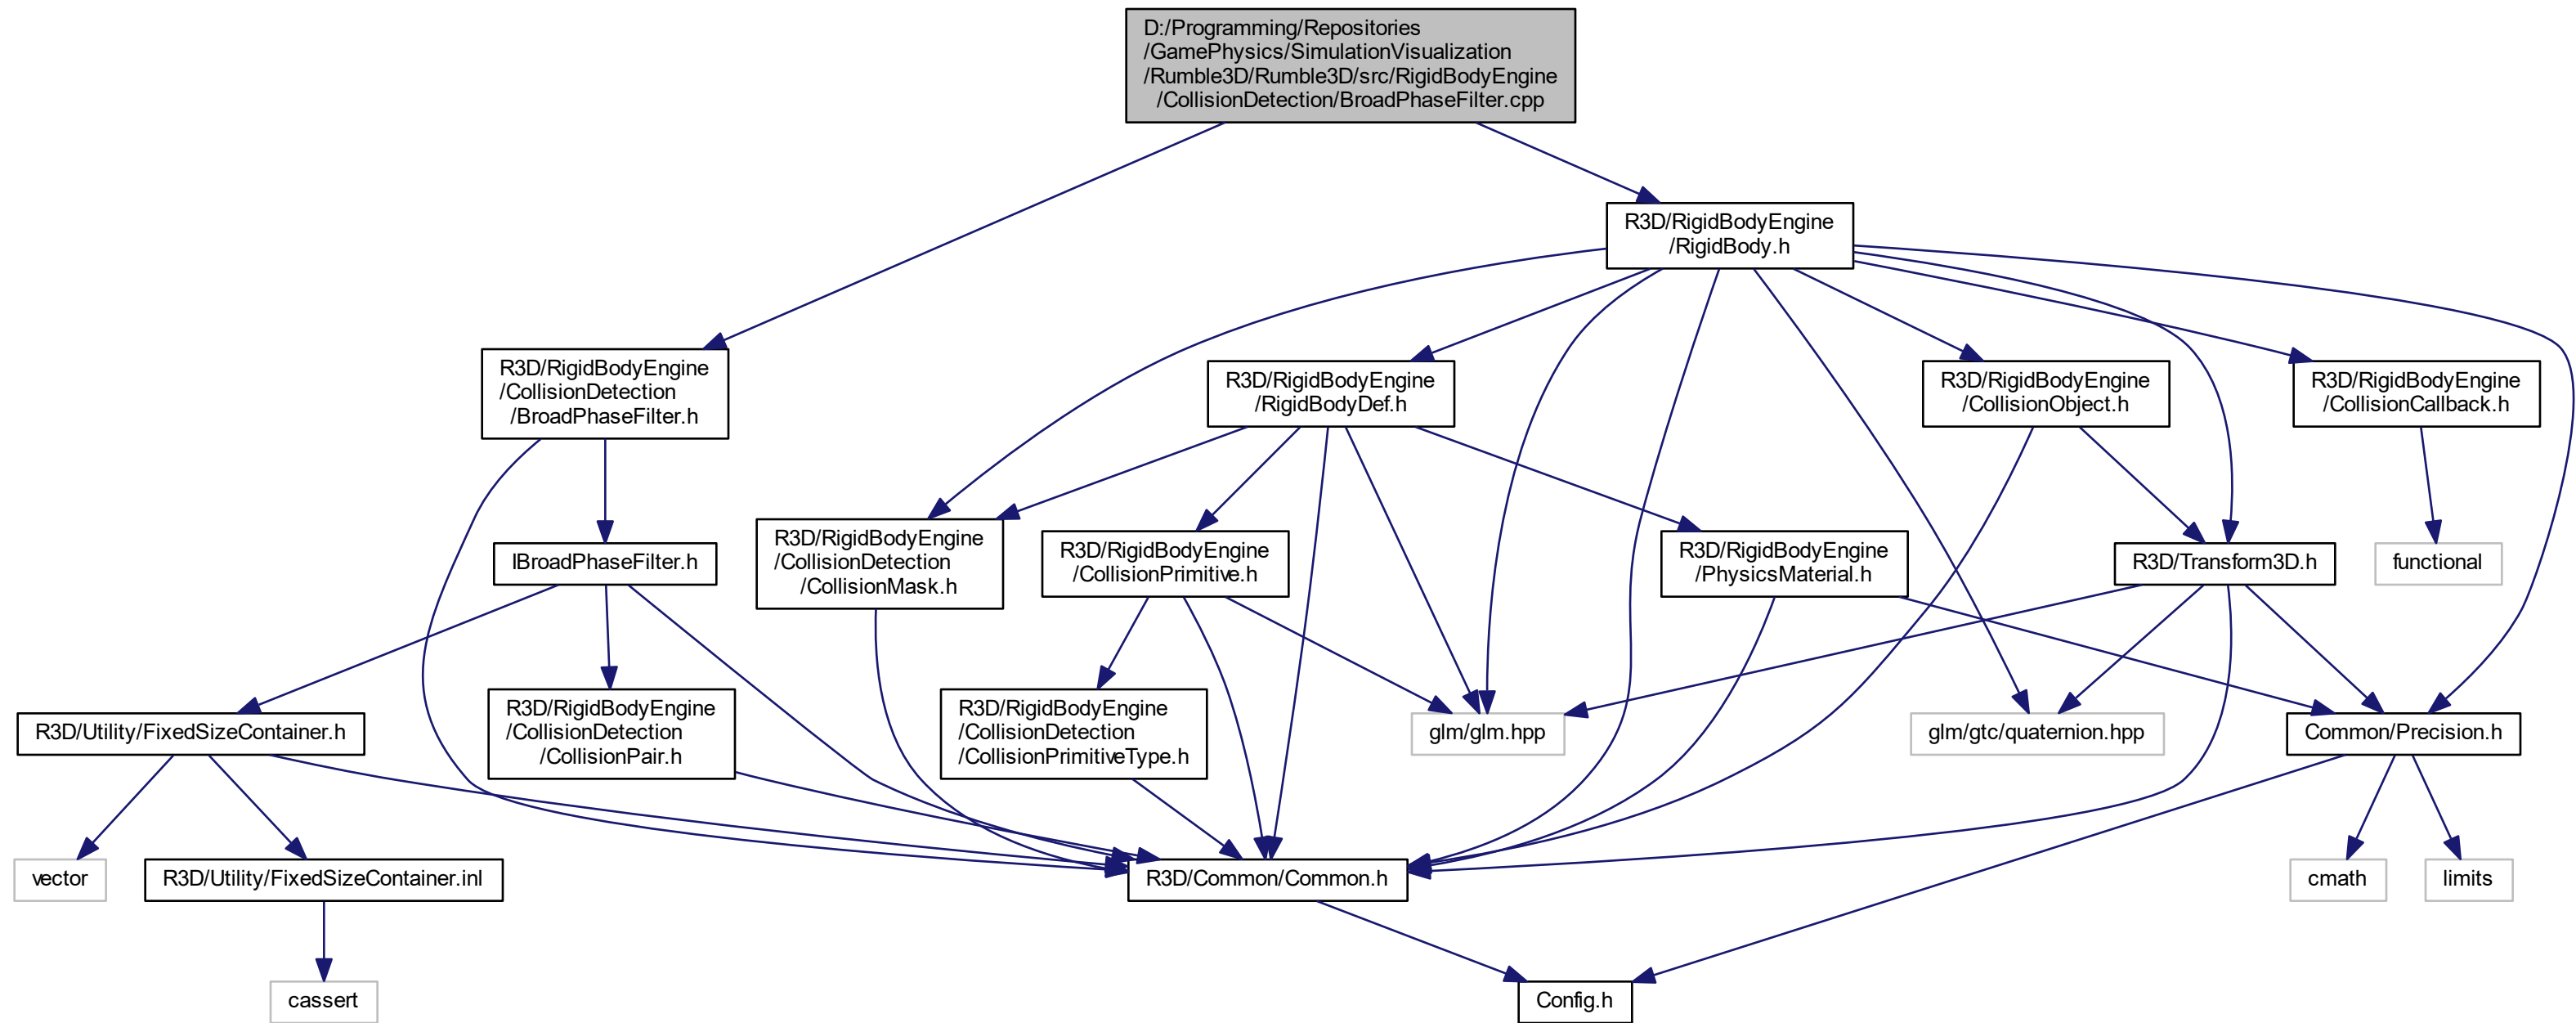 D:/Programming/Repositories
/GamePhysics/SimulationVisualization
/Rumble3D/Rumble3D/src/RigidBodyEngine
/CollisionDetection/BroadPhaseFilter.cpp
R3D/RigidBodyEngine
/RigidBody.h
R3D/RigidBodyEngine
/CollisionDetection
/BroadPhaseFilter.h
R3D/RigidBodyEngine
/RigidBodyDef.h
R3D/RigidBodyEngine
/CollisionObject.h
R3D/RigidBodyEngine
/CollisionCallback.h
IBroadPhaseFilter.h
R3D/RigidBodyEngine
/CollisionDetection
/CollisionMask.h
R3D/RigidBodyEngine
/CollisionPrimitive.h
R3D/RigidBodyEngine
/PhysicsMaterial.h
R3D/Transform3D.h
functional
R3D/Utility/FixedSizeContainer.h
R3D/RigidBodyEngine
/CollisionDetection
/CollisionPair.h
R3D/RigidBodyEngine
/CollisionDetection
/CollisionPrimitiveType.h
glm/glm.hpp
glm/gtc/quaternion.hpp
Common/Precision.h
vector
R3D/Utility/FixedSizeContainer.inl
R3D/Common/Common.h
cmath
limits
cassert
Config.h